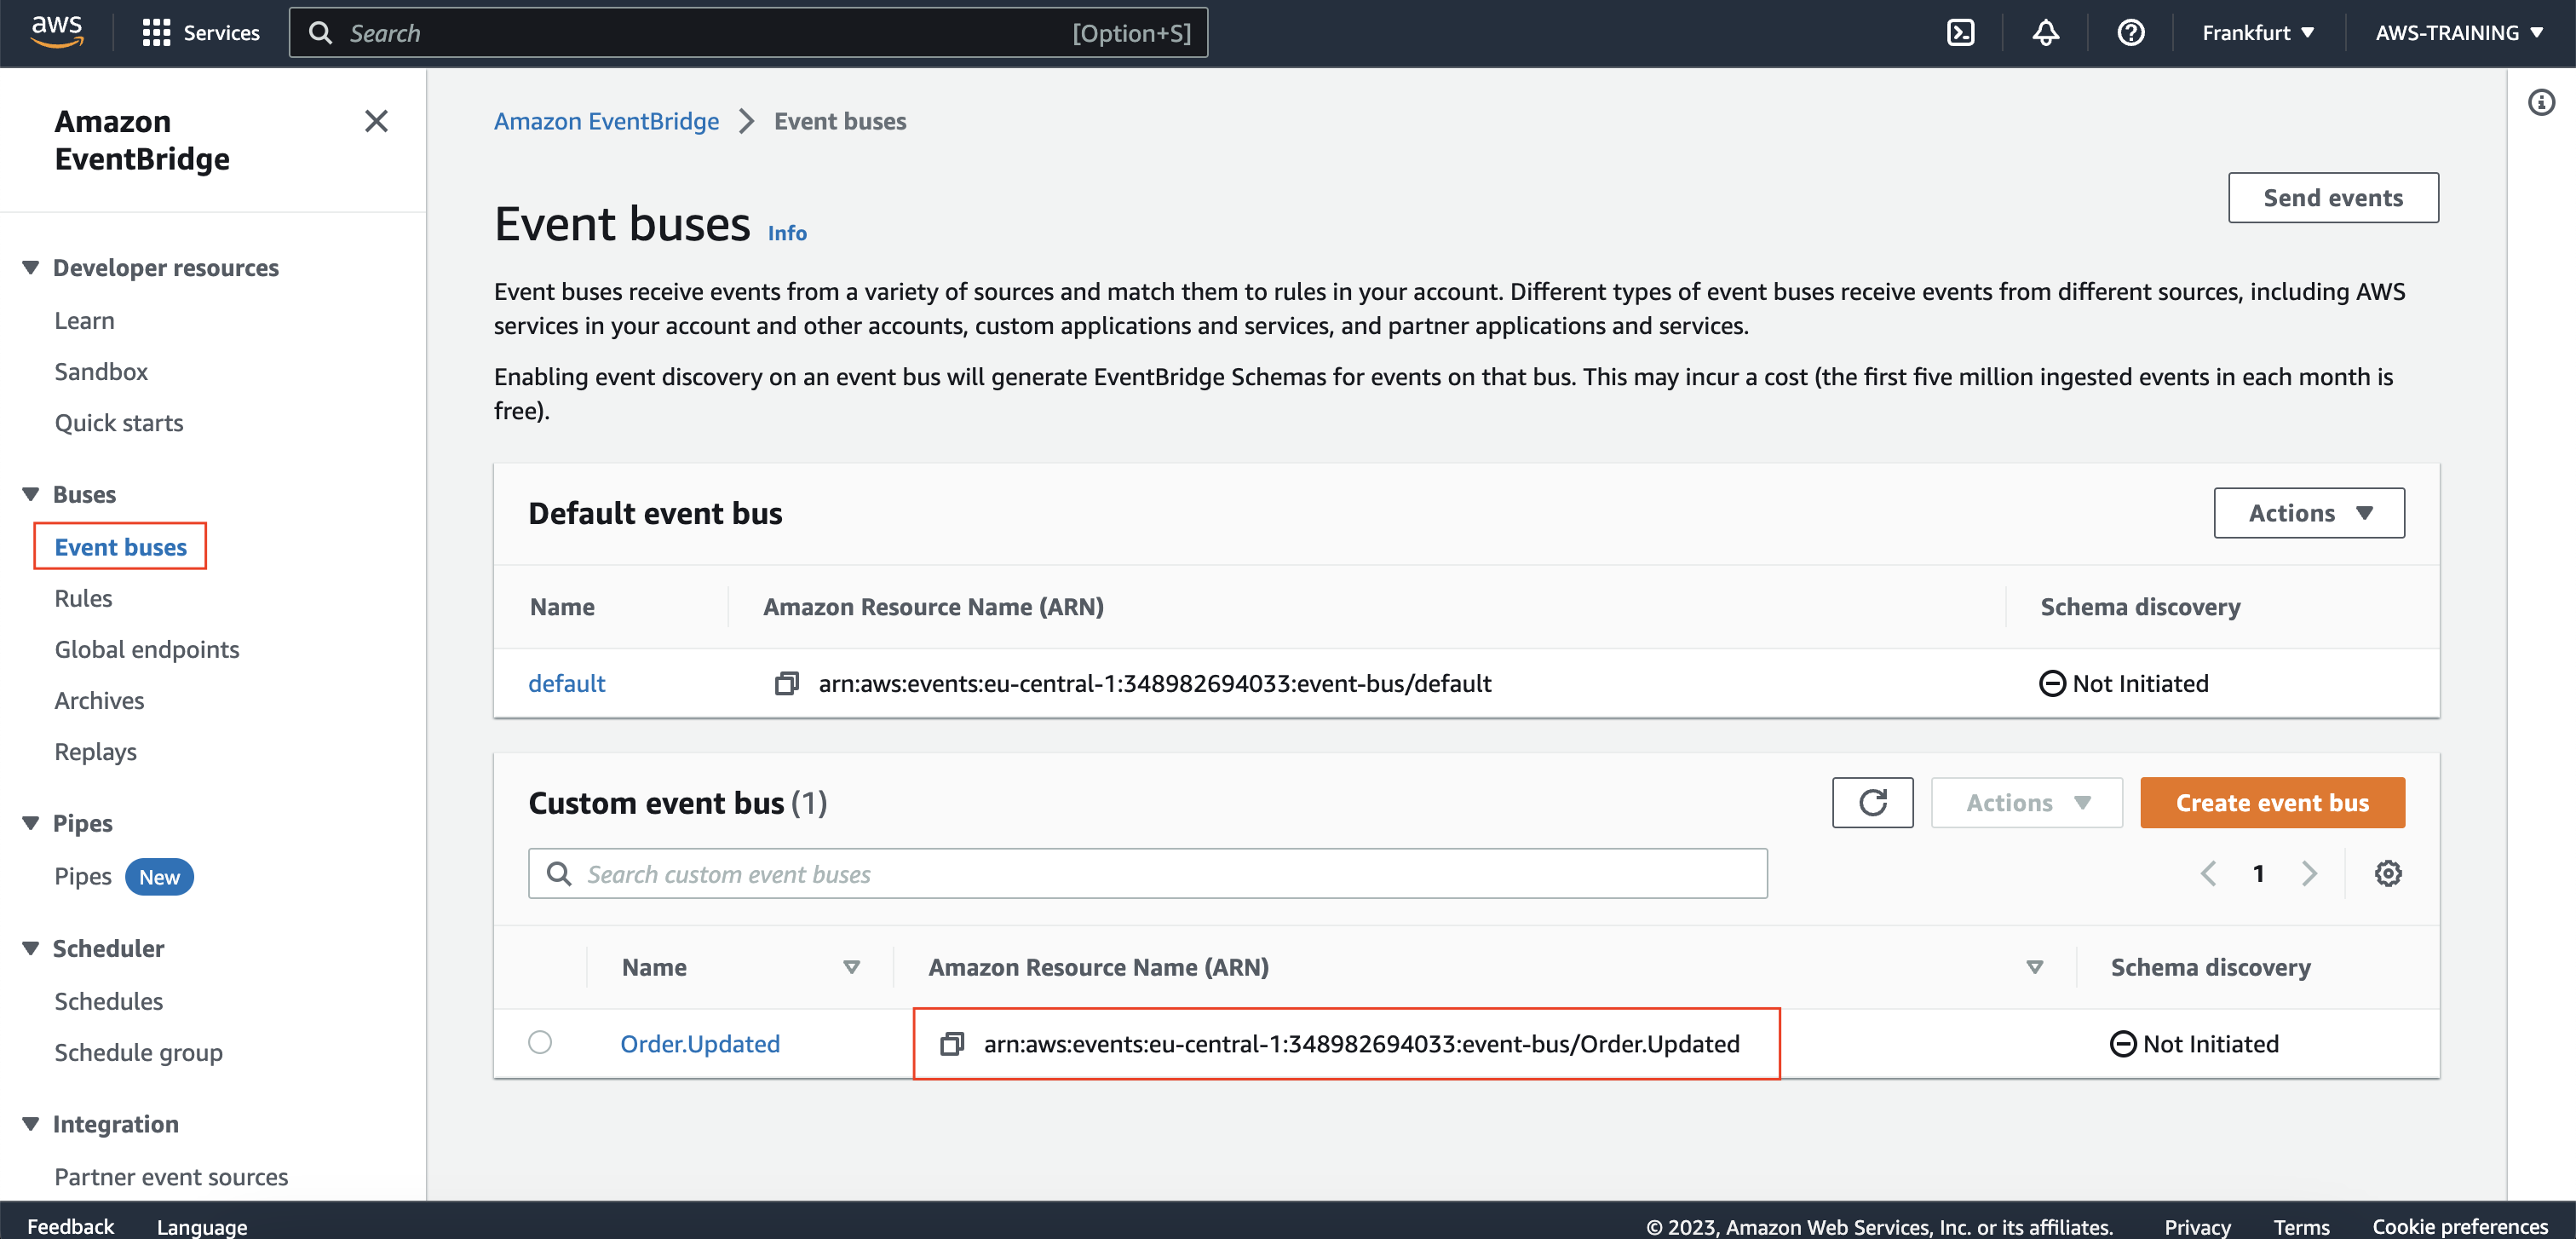 aws
Services
Search
[Option+S]
Frankfurt
AWS-TRAINING
Amazon
EventBridge
Developer resources
Learn
Sandbox
Quick starts
Buses
Event buses
Rules
Global endpoints
Archives
Replays
Pipes
Pipes New
Scheduler
Schedules
Schedule group
Integration
Partner event sources
Amazon EventBridge Event buses
Send events
Event buses Info
Event buses receive events from a variety of sources and match them to rules in your account. Different types of event buses receive events from different sources, including AWS
services in your account and other accounts, custom applications and services, and partner applications and services.
Enabling event discovery on an event bus will generate EventBridge Schemas for events on that bus. This may incur a cost (the first five million ingested events in each month is
free).
Default event bus
Actions
Name Amazon Resource Name (ARN) Schema discovery
default arn:aws:events:eu-central-1:348982694033:event-bus/default Not Initiated
Custom event bus (1)
Actions Create event bus
Search custom event buses
1
Name Amazon Resource Name (ARN) Schema discovery
Order.Updated arn:aws:events:eu-central-1:348982694033:event-bus/Order.Updated Not Initiated
Feedback Language © 2023, Amazon Web Services, Inc. or its affiliates. Privacy Terms Cookie preferences